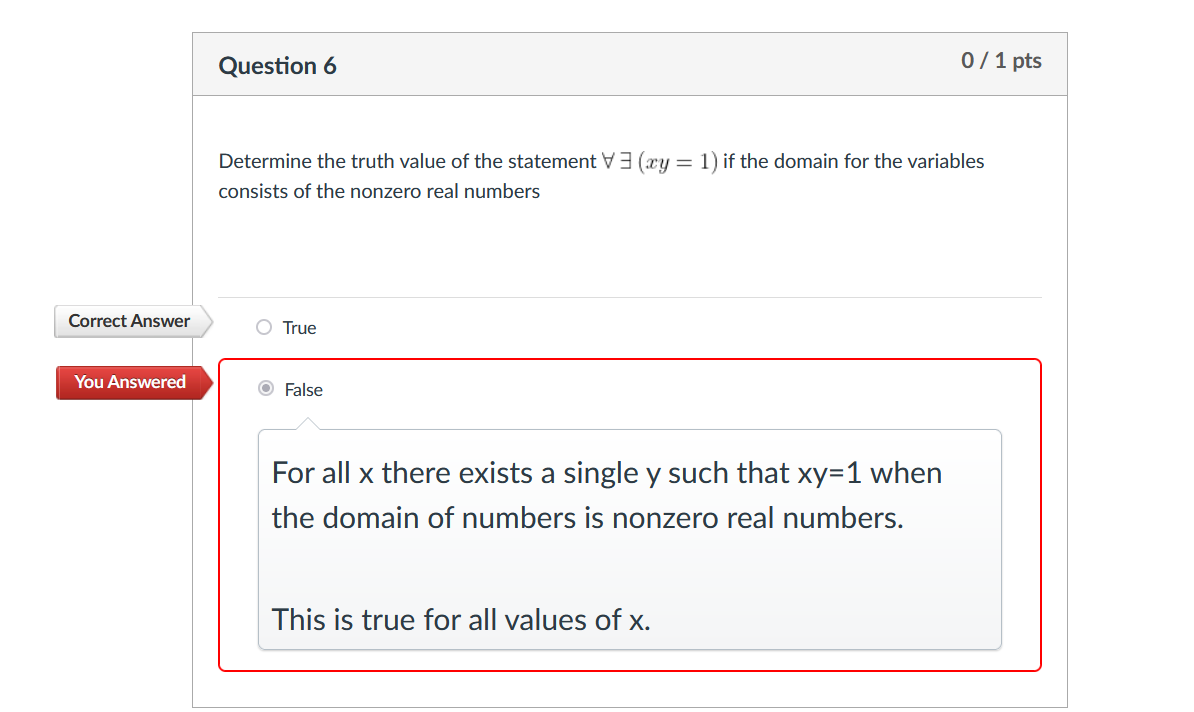 Question 6
0 / 1 pts
Determine the truth value of the statement ∀ ∃ (xy = 1) if the domain for the variables
consists of the nonzero real numbers
Correct Answer
True
You Answered
False
For all x there exists a single y such that xy=1 when
the domain of numbers is nonzero real numbers.
This is true for all values of x.